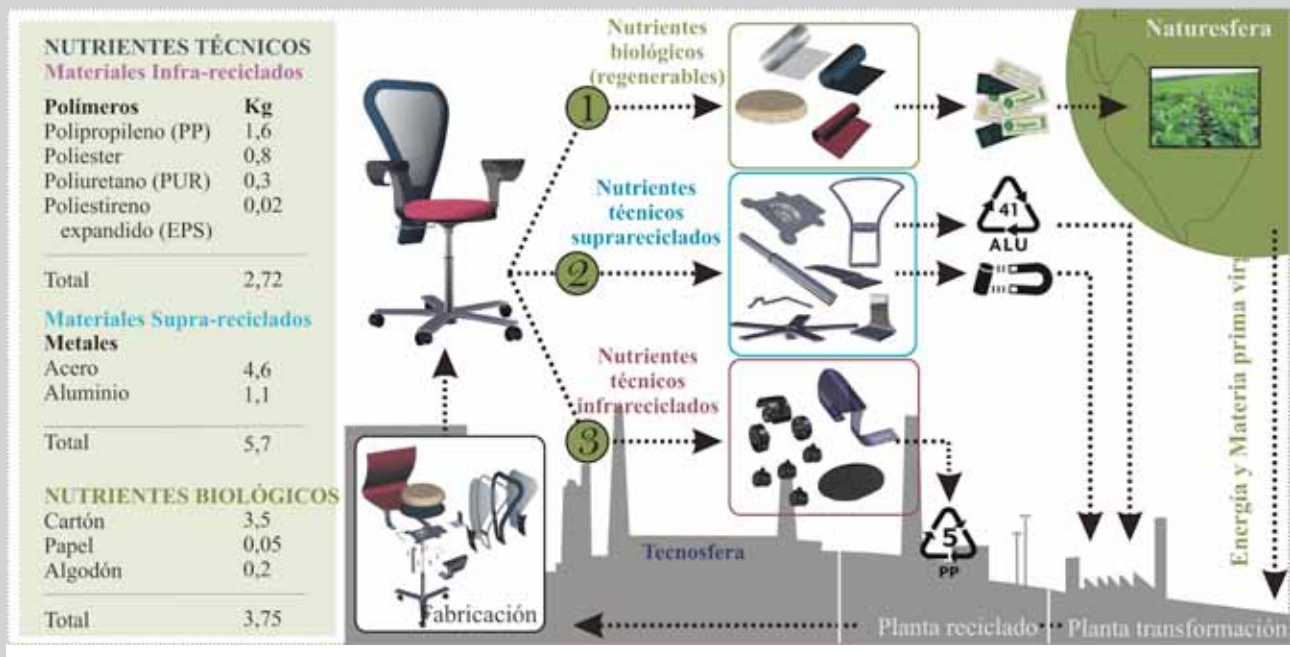 NUTRIENTES TÉCNICOS
Materiales Infra-reciclados
Polímeros Kg
Polipropileno (PP) 1,6
Poliester 0,8
Poliuretano (PUR) 0,3
Poliestireno 0,02
expandido (EPS)
Total 2,72
Materiales Supra-reciclados
Metales
Acero 4,6
Aluminio 1,1
Total 5,7
NUTRIENTES BIOLÓGICOS
Cartón 3,5
Papel 0,05
Algodón 0,2
Total 3,75
1
Nutrientes
biológicos
(regenerables)
2
Nutrientes
técnicos
suprareciclados
3
Nutrientes
técnicos
infrareciclados
41
ALU
5
PP
Naturesfera
Energía y Materia prima virg
Tecnosfera
Fabricación
Planta reciclado
Planta transformación